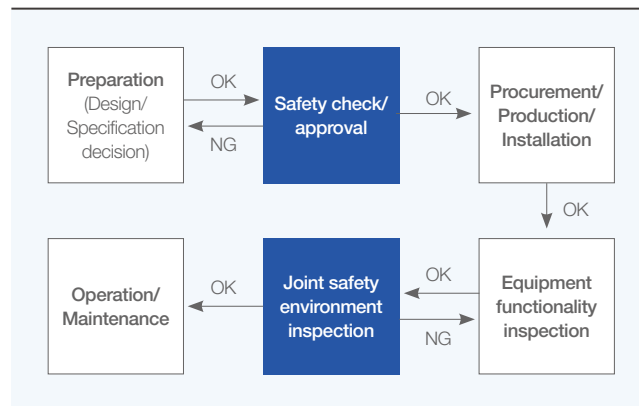 Preparation
(Design/
Specification
decision)
OK
NG
Safety check/
approval
OK
Procurement/
Production/
Installation
OK
Operation/
Maintenance
OK
Joint safety
environment
inspection
OK
NG
Equipment
functionality
inspection